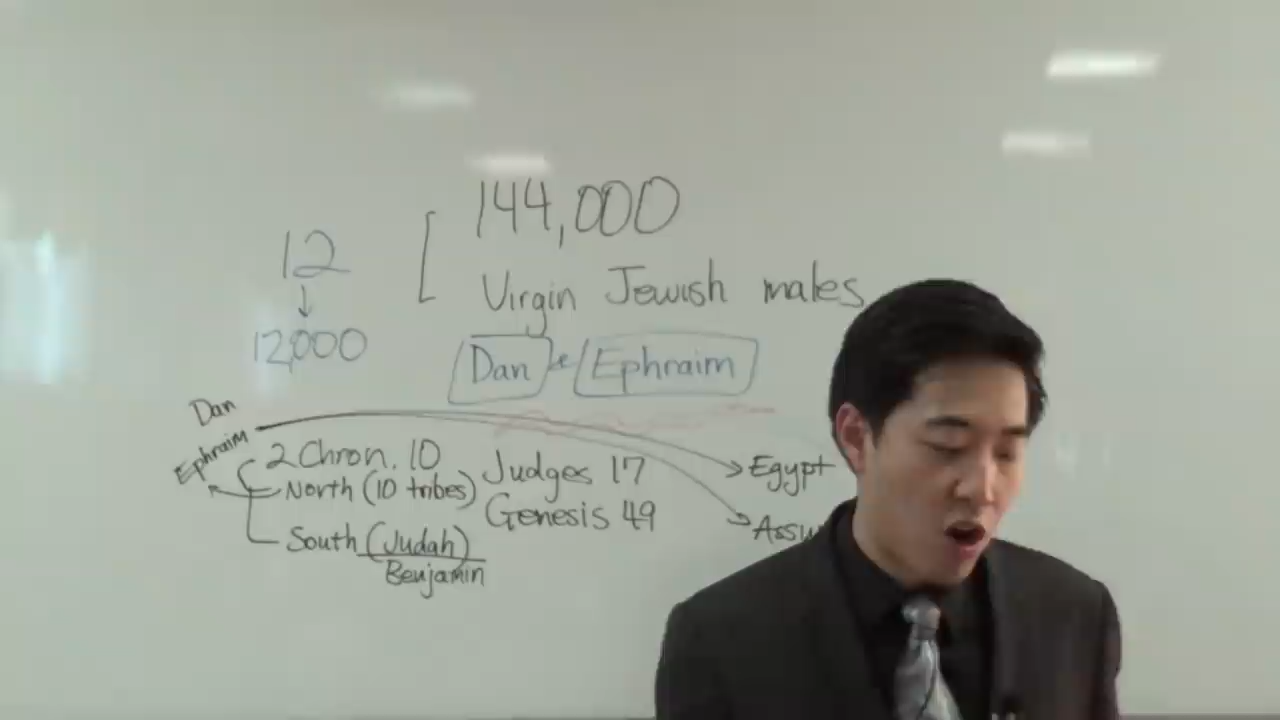 144,000
12
Virgin Jewish males
12,000
Dan & Ephraim
Dan
Ephraim
2 Chron. 10
North (10 tribes)
South (Judah)
Benjamin
Judges 17
Genesis 49
Egypt